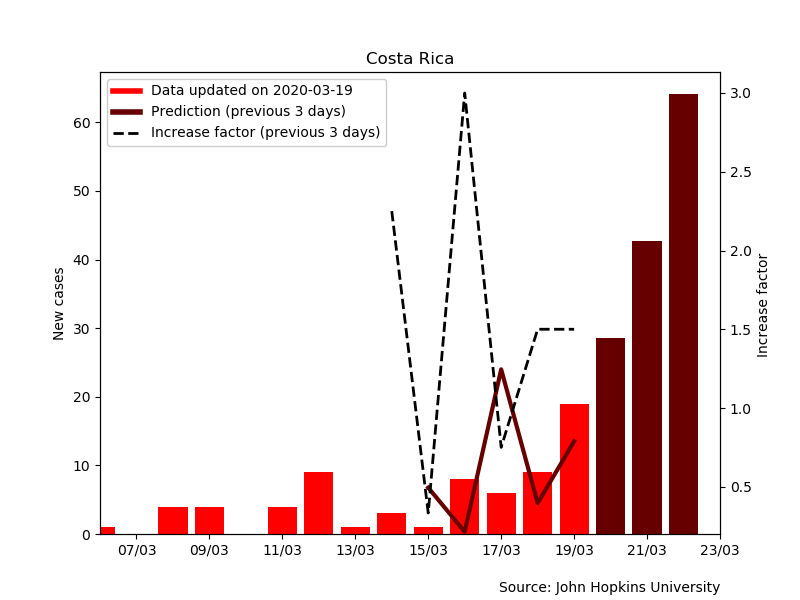 Costa Rica
Data updated on 2020-03-19
Prediction (previous 3 days)
Increase factor (previous 3 days)
New cases
60
50
40
30
20
10
0
3.0
2.5
2.0
1.5
1.0
0.5
Increase factor
07/03 09/03 11/03 13/03 15/03 17/03 19/03 21/03 23/03
Source: John Hopkins University